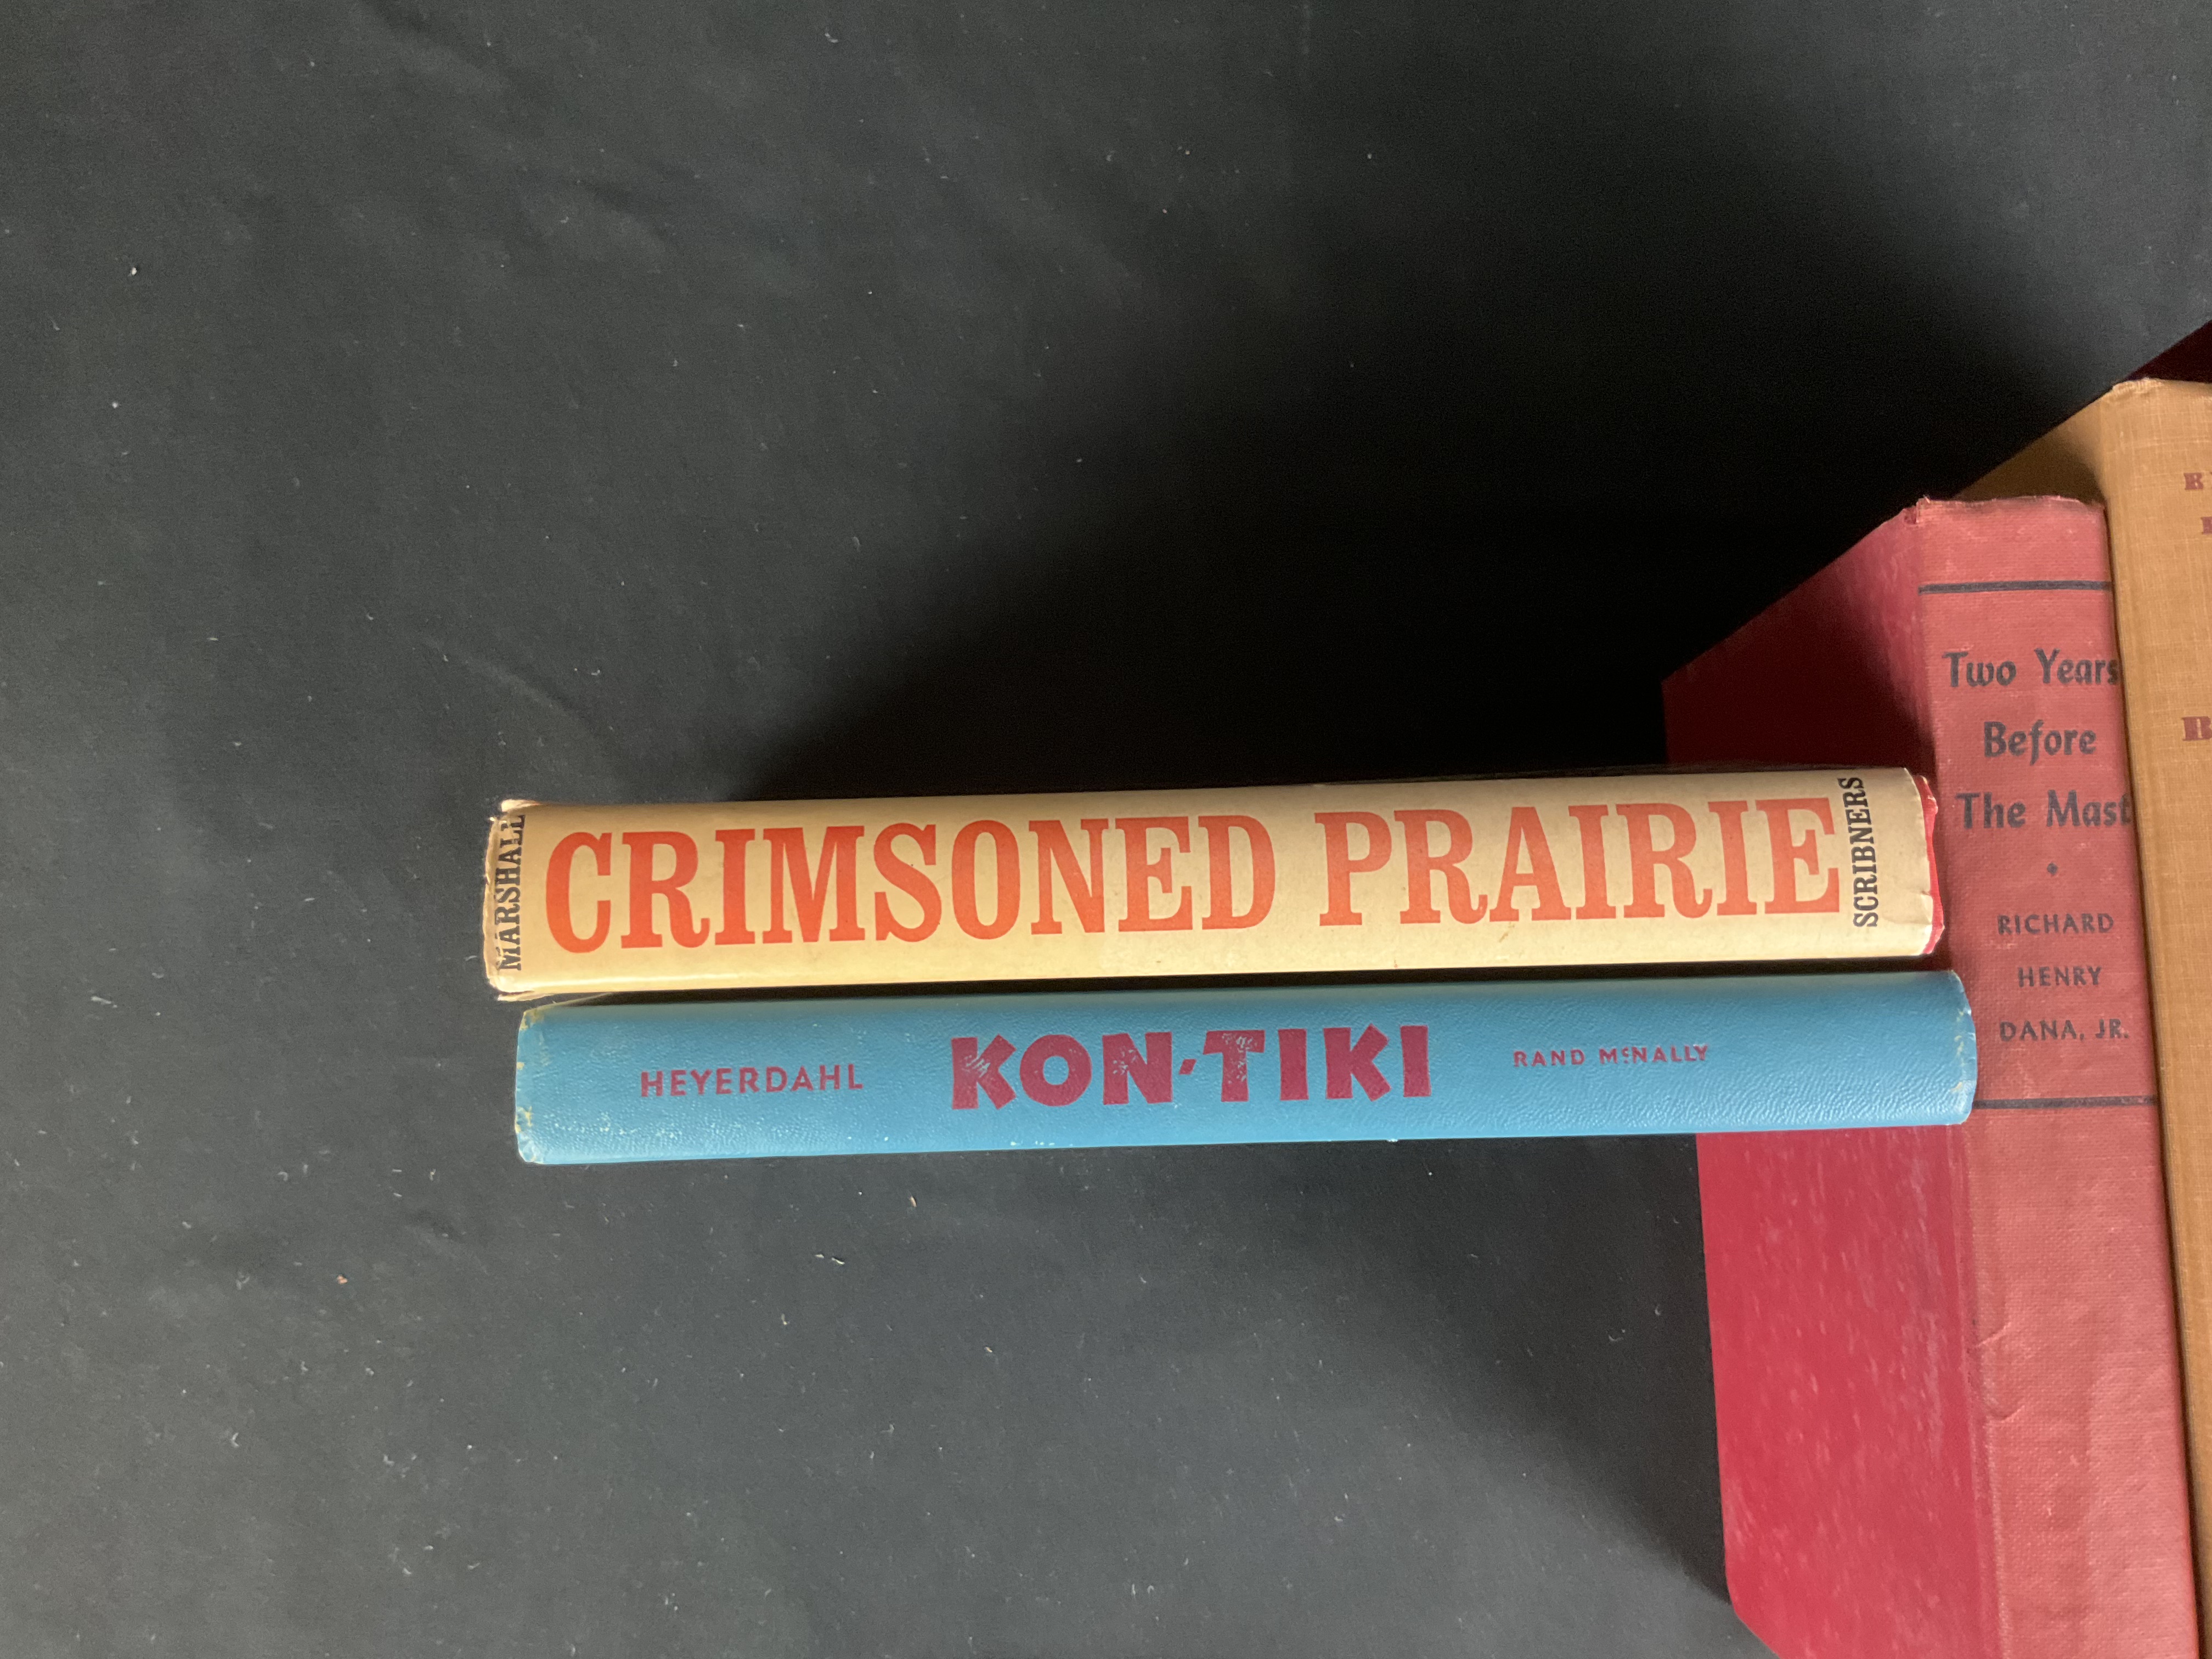 MARSHALL
CRIMSONED PRAIRIE
SCRIBNERS
HEYERDAHL KON-TIKI RAND McNALLY
Two Years
Before
The Mast
RICHARD
HENRY
DANA, JR.